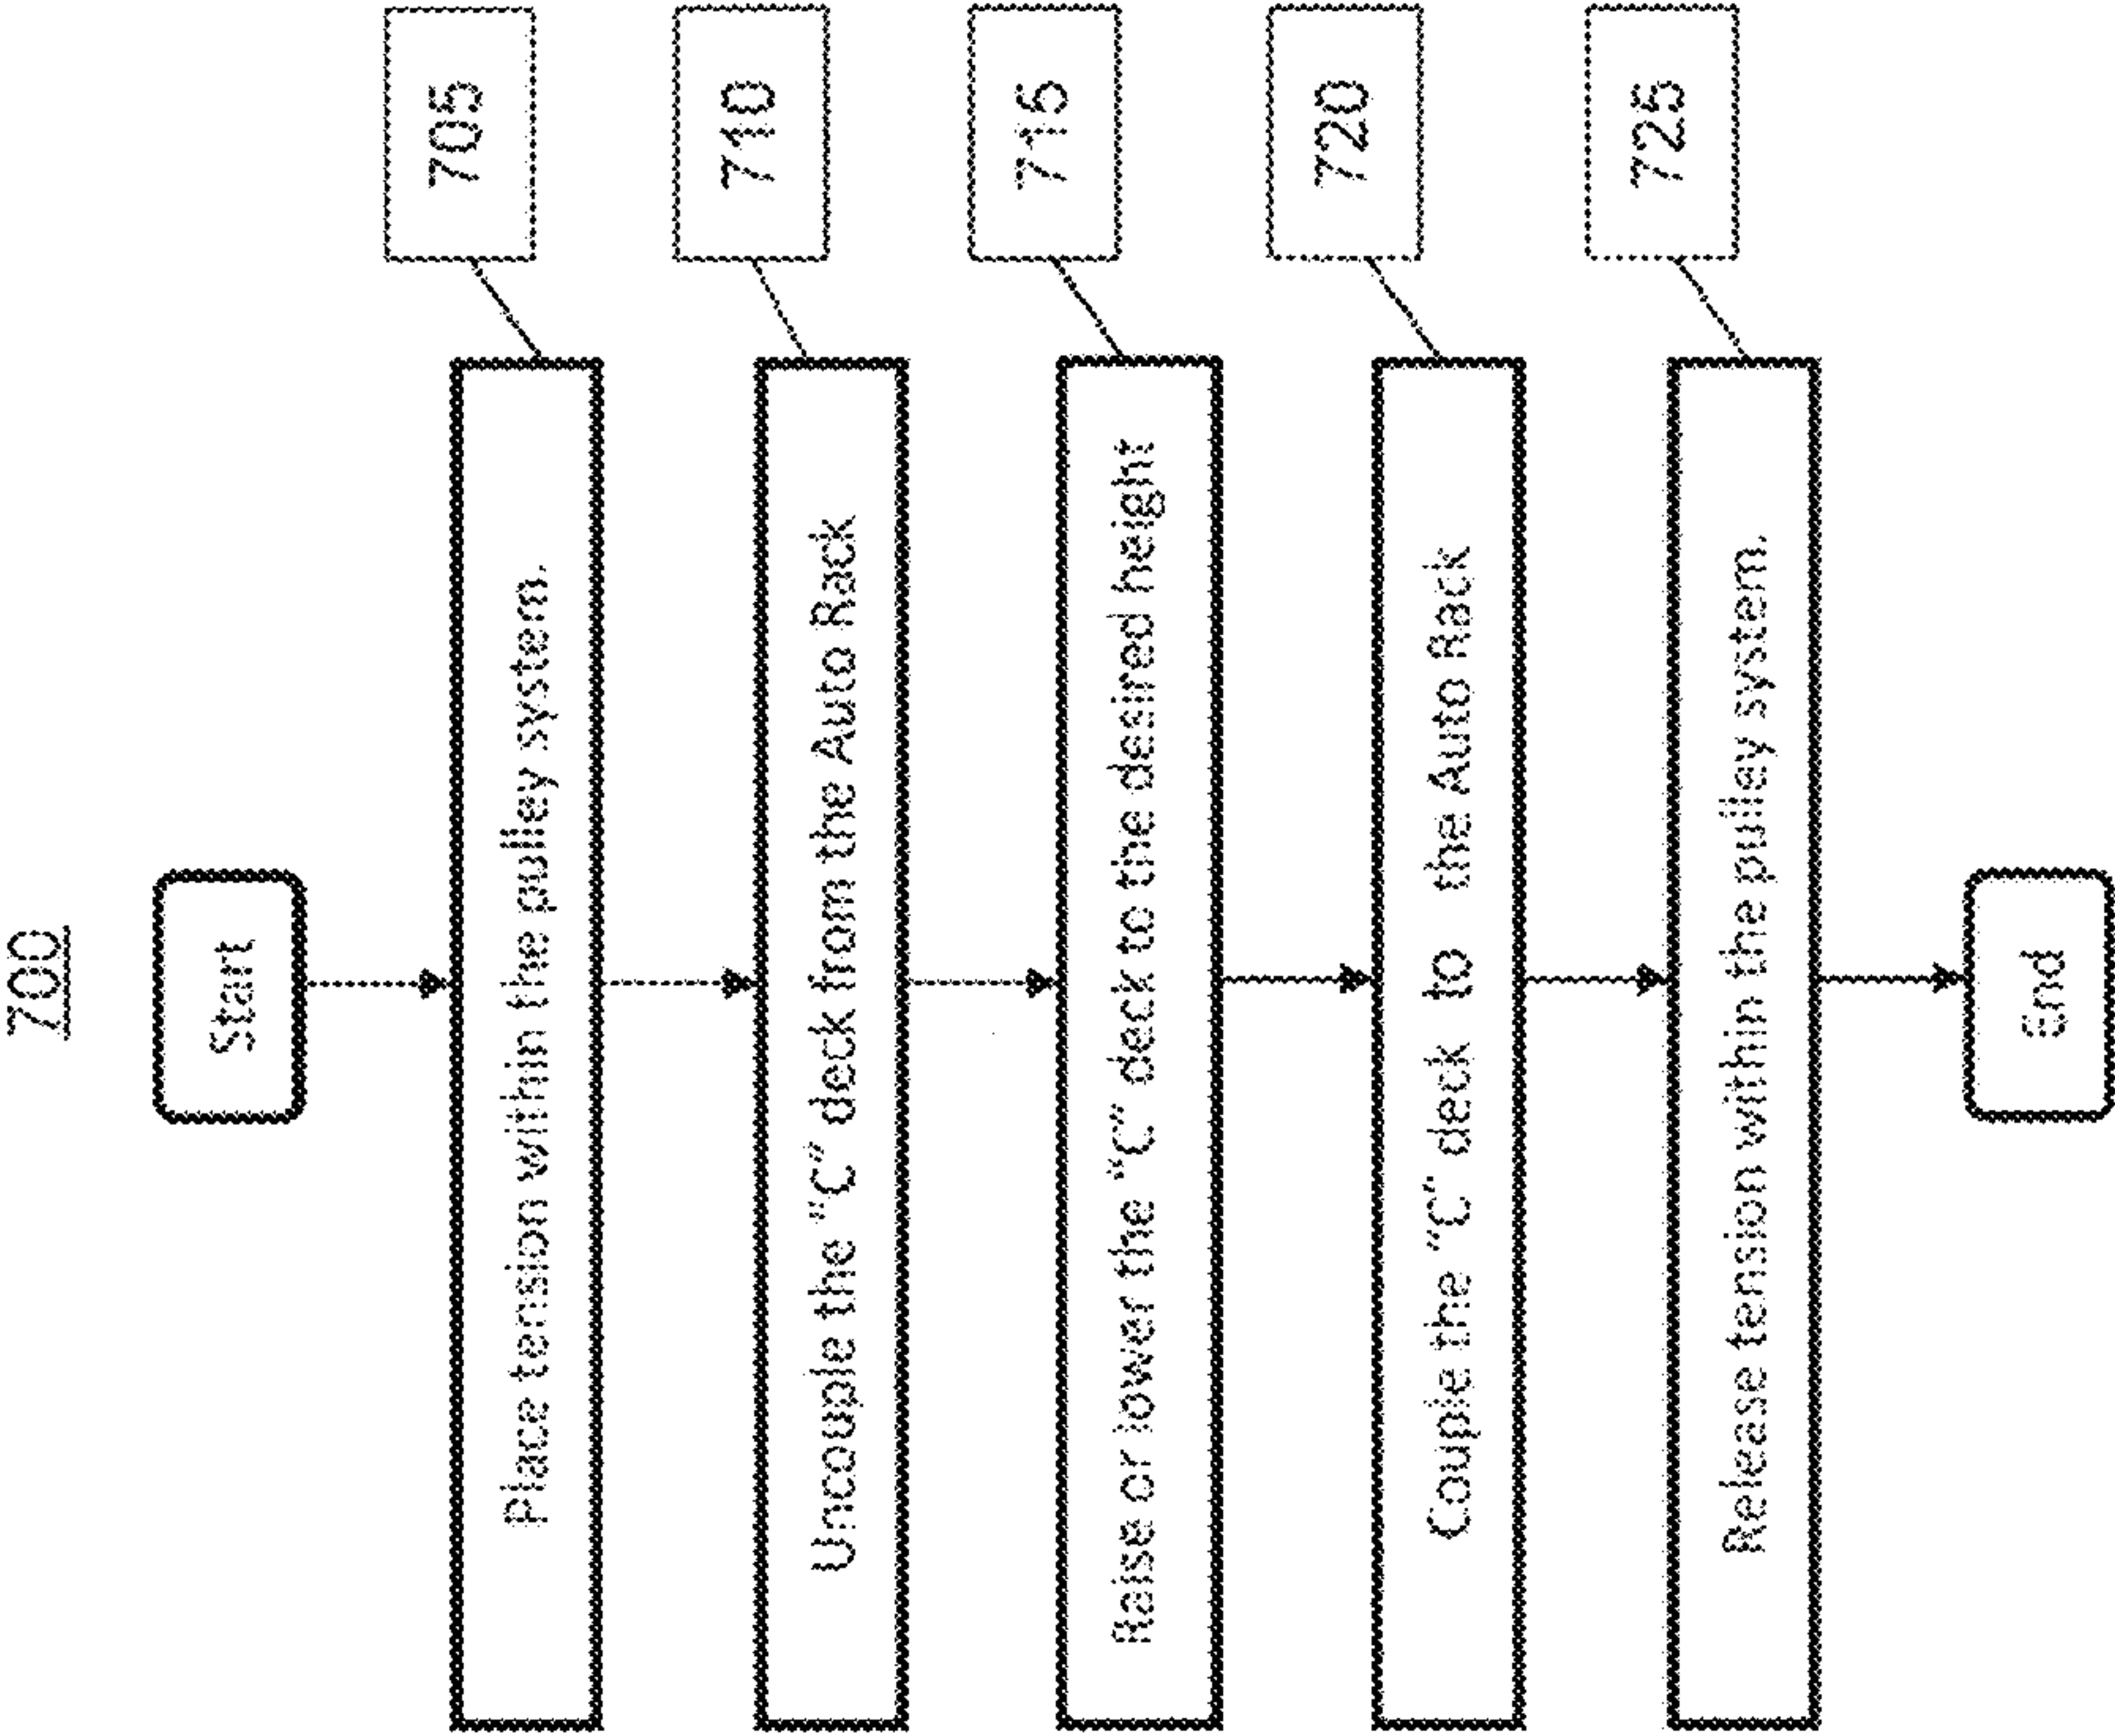 700
Start
Place tension within the pulley system.
705
Uncouple the "C" deck from the Auto Rack
710
Raise or lower the "C" deck to the desired height
715
Couple the "C" deck to the Auto Rack
720
Release tension within the pulley system.
725
End